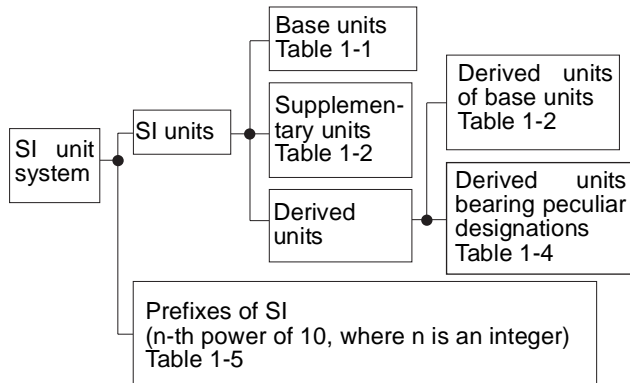 SI unit
system
SI units
Base units
Table 1-1
Supplemen-
tary units
Table 1-2
Derived
units
Derived units
of base units
Table 1-2
Derived units
bearing peculiar
designations
Table 1-4
Prefixes of SI
(n-th power of 10, where n is an integer)
Table 1-5